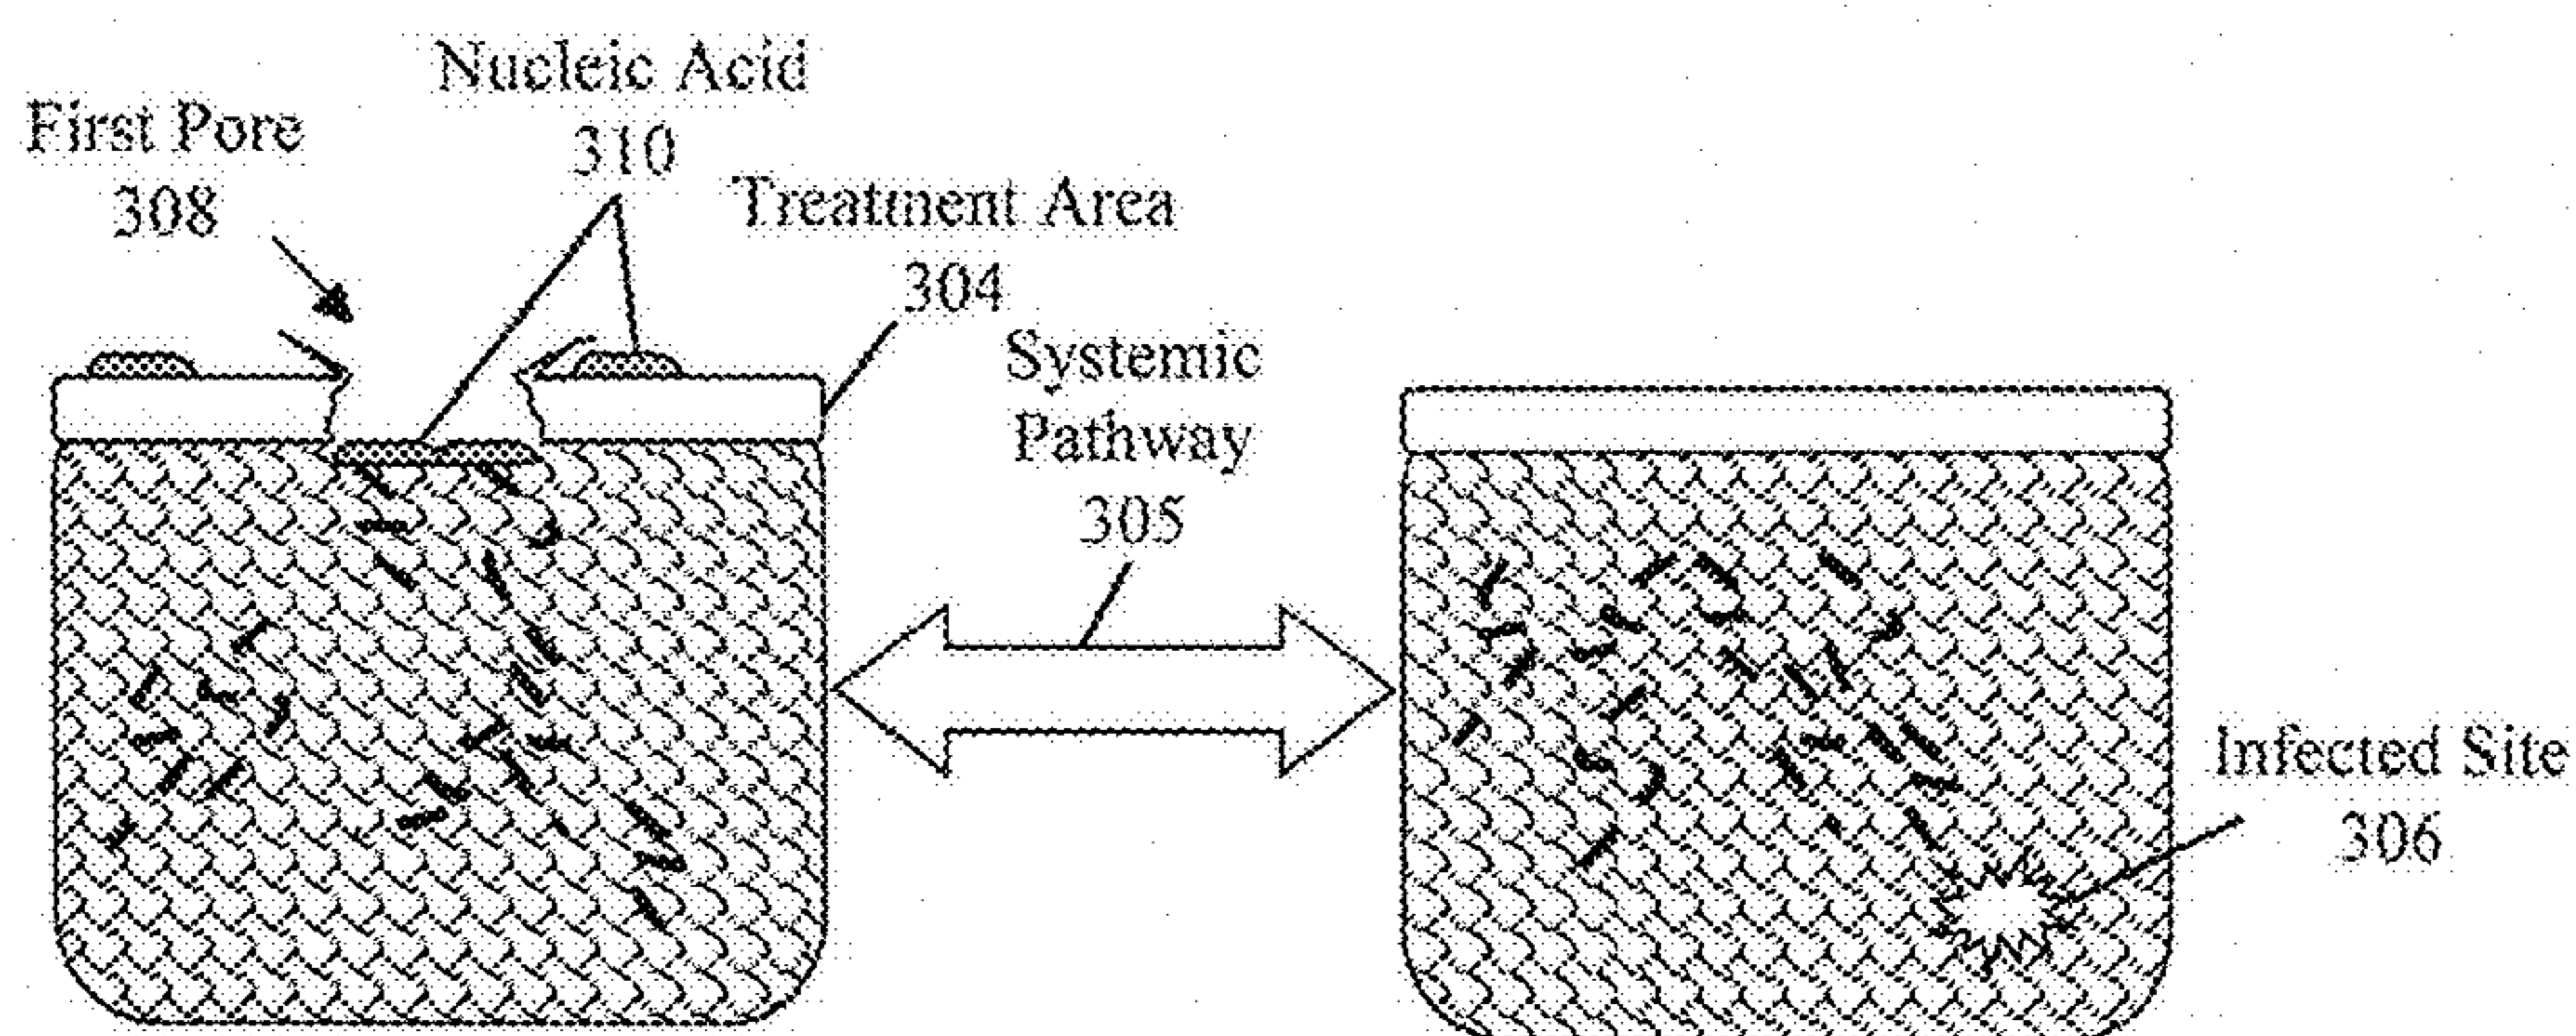 First Pore
308
Nucleic Acid
310
Treatment Area
304
Systemic
Pathway
305
Infected Site
306